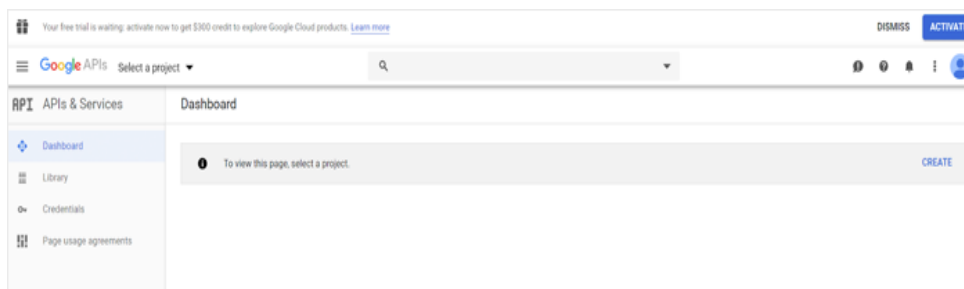 Your free trial is waiting: activate now to get $300 credit to explore Google Cloud products. Learn more
DISMISS
ACTIVAT
Google APIs
Select a project
API
APIs & Services
Dashboard
Dashboard
To view this page, select a project.
CREATE
Library
Credentials
Page usage agreements